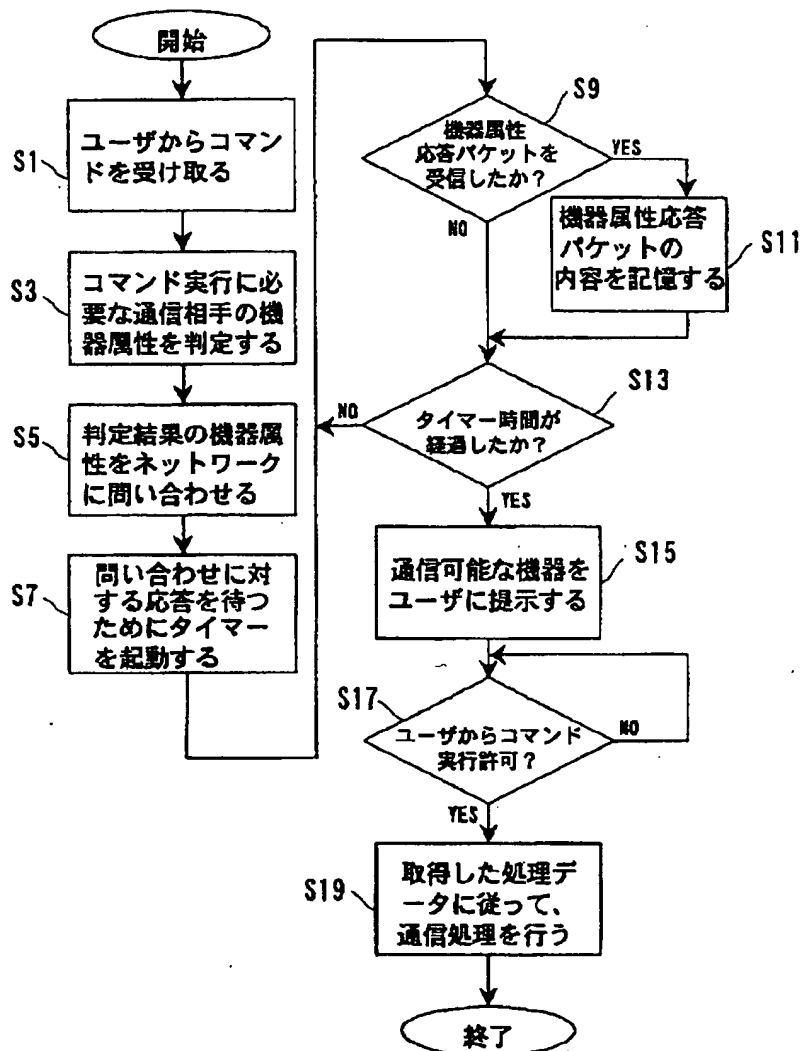 開始
S1
ユーザからコマン
ドを受け取る
S3
コマンド実行に必
要な通信相手の機
器属性を判定する
S5
判定結果の機器属
性をネットワーク
に問い合わせる
S7
問い合わせに対
する応答を待つ
ためにタイマー
を起動する
S9
機器属性
応答パケットを
受信したか?
YES
NO
機器属性応答
パケットの
内容を記憶する
S11
S13
タイマー時間が
経過したか?
NO
YES
S15
通信可能な機器を
ユーザに提示する
S17
ユーザからコマンド
実行許可?
NO
YES
S19
取得した処理デ
ータに従って、
通信処理を行う
終了